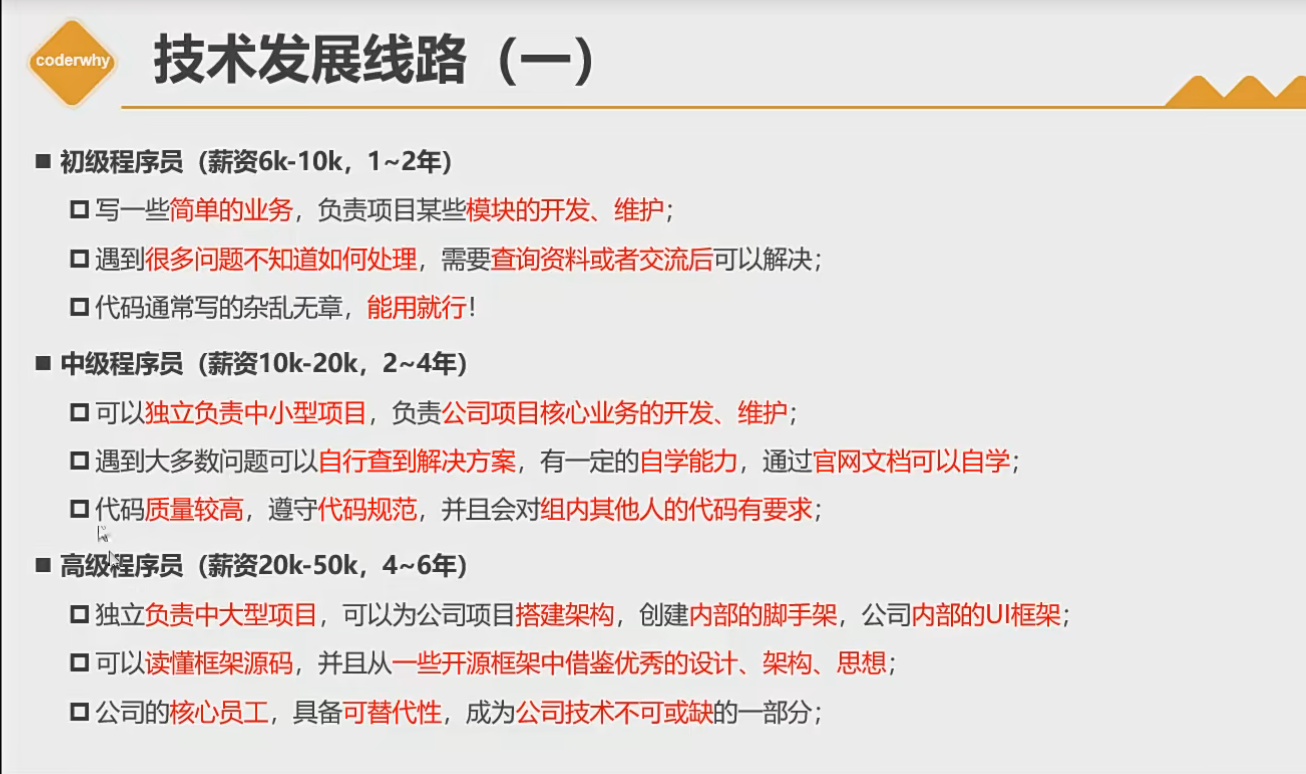 coderwhy
技术发展线路（一）
初级程序员（薪资6k-10k，1~2年）
写一些简单的业务，负责项目某些模块的开发、维护；
遇到很多问题不知道如何处理，需要查询资料或者交流后可以解决；
代码通常写的杂乱无章，能用就行！
中级程序员（薪资10k-20k，2~4年）
可以独立负责中小型项目，负责公司项目核心业务的开发、维护；
遇到大多数问题可以自行查到解决方案，有一定的自学能力，通过官网文档可以自学；
代码质量较高，遵守代码规范，并且会对组内其他人的代码有要求；
高级程序员（薪资20k-50k，4~6年）
独立负责中大型项目，可以为公司项目搭建架构，创建内部的脚手架，公司内部的UI框架；
可以读懂框架源码，并且从一些开源框架中借鉴优秀的设计、架构、思想；
公司的核心员工，具备可替代性，成为公司技术不可或缺的一部分；